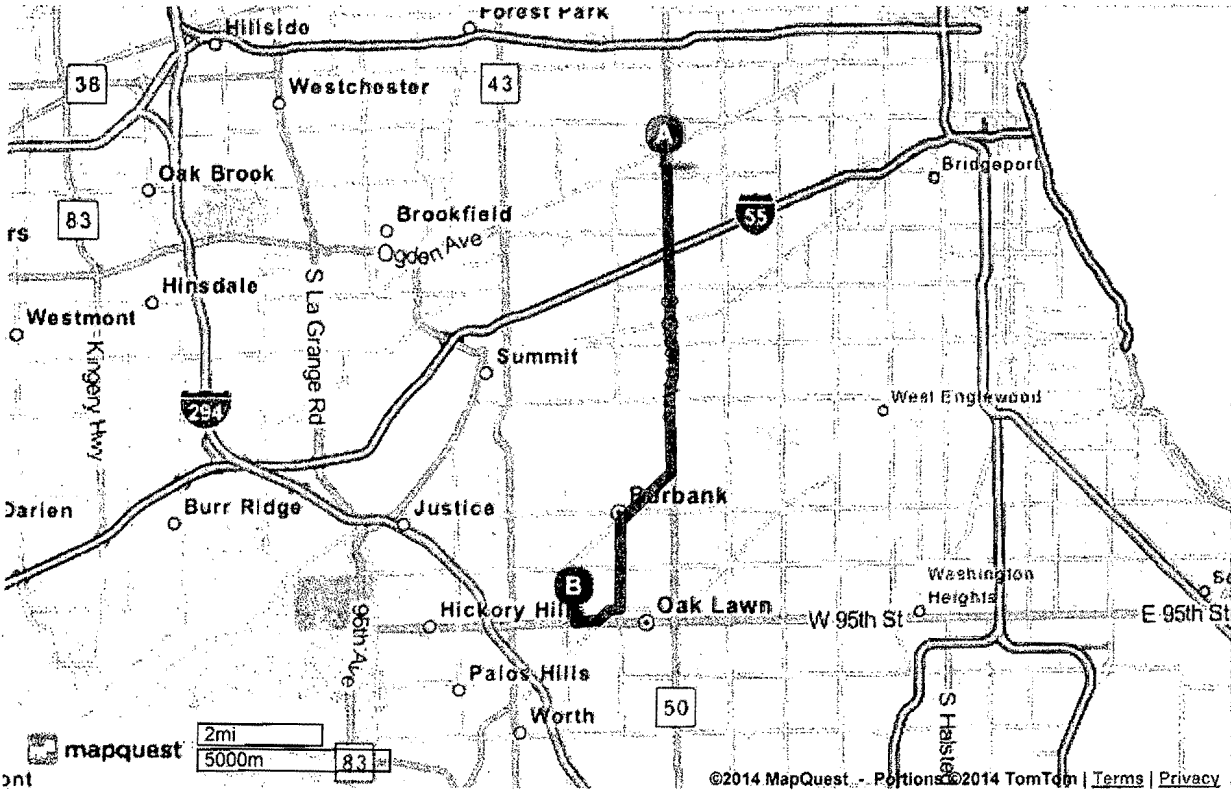 Forest Park
Hillside
38
Westchester
43
A
Oak Brook
Bridgeport
83
Brookfield
55
rs
Ogden Ave
Hinsdale
S La Grange Rd
Westmont
Kingery Hwy
Summit
294
West Englewood
Burbank
Darien
Burr Ridge
Justice
B
Washington
Heights
Hickory Hill
Oak Lawn
W 95th St
E 95th St
95th Ave
Palos Hills
50
Worth
S Halsted
mapquest
2mi
5000m
83
ont
©2014 MapQuest - Portions ©2014 TomTom | Terms | Privacy